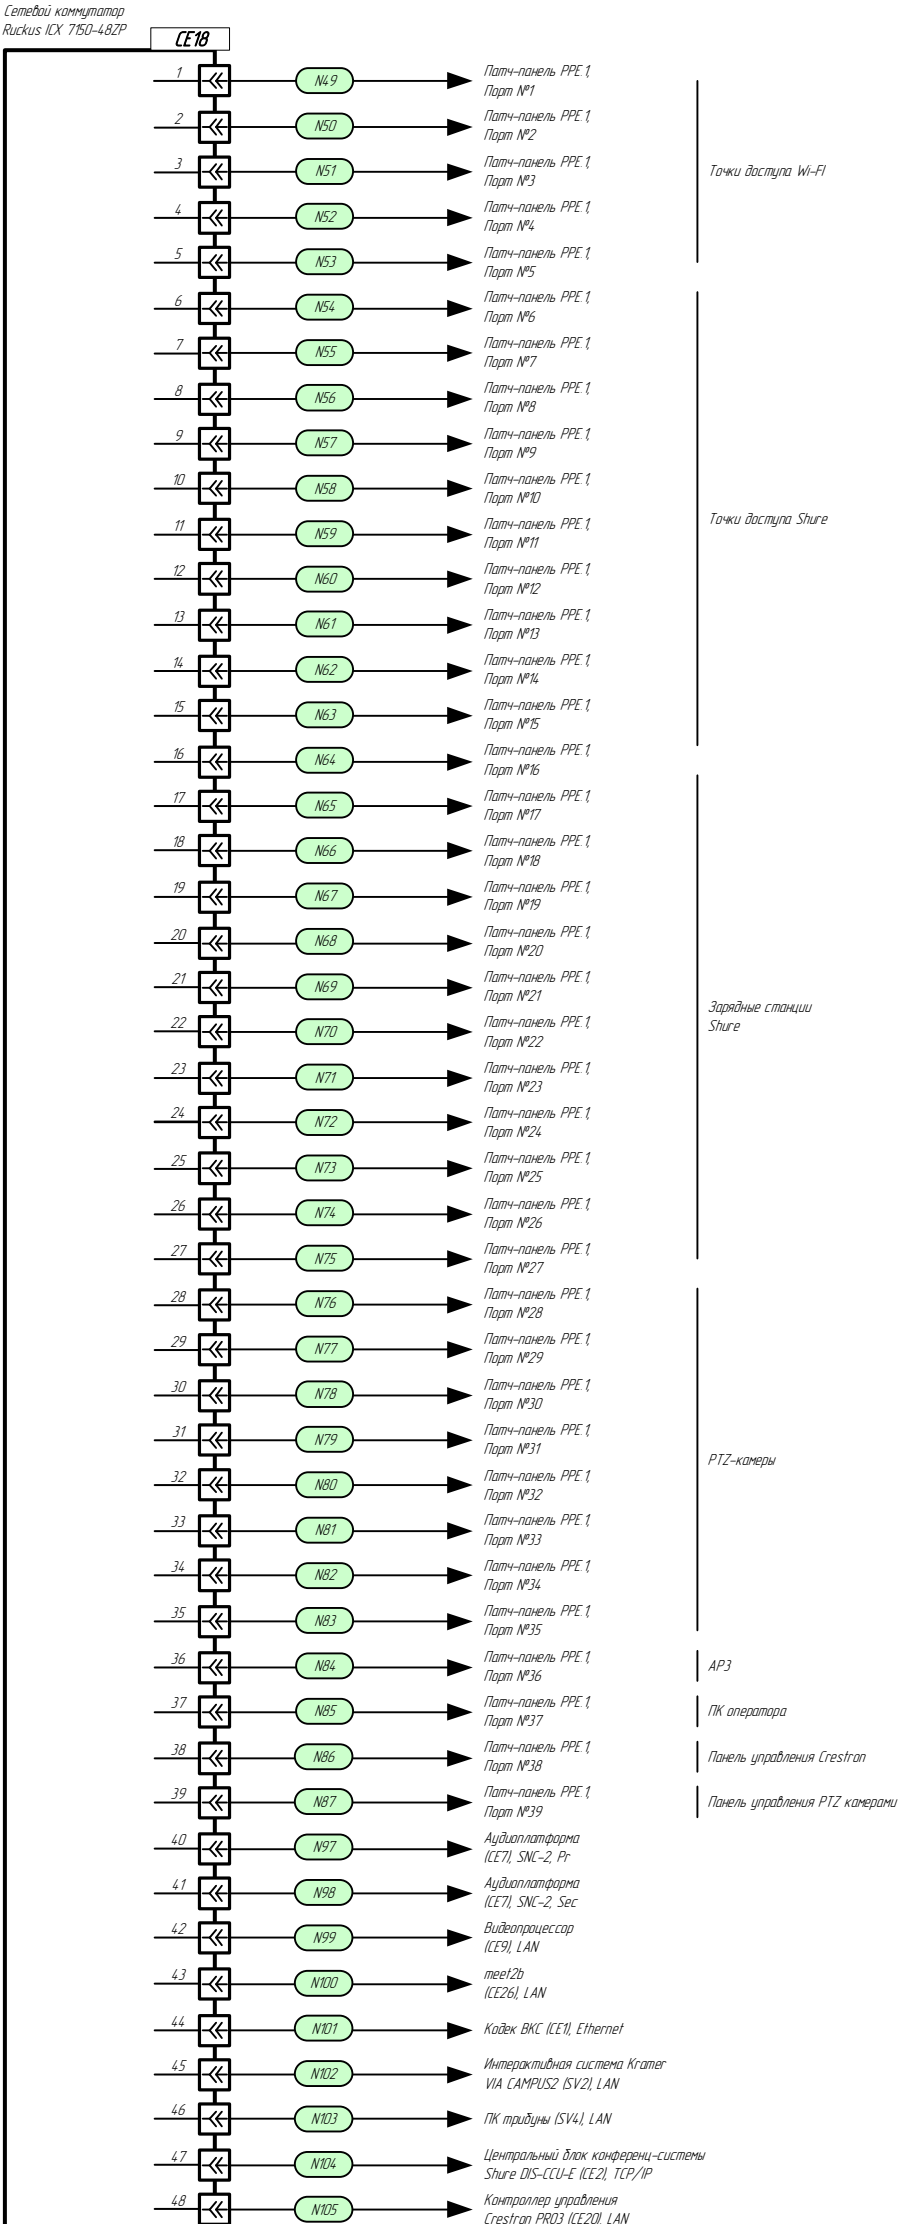 Сетевой коммутатор
Ruckus ICX 7150-48ZP
CE18
1
N49
Патч-панель PPE.1,
Порт №1
2
N50
Патч-панель PPE.1,
Порт №2
3
N51
Патч-панель PPE.1,
Порт №3
Точки доступа Wi-FI
4
N52
Патч-панель PPE.1,
Порт №4
5
N53
Патч-панель PPE.1,
Порт №5
6
N54
Патч-панель PPE.1,
Порт №6
7
N55
Патч-панель PPE.1,
Порт №7
8
N56
Патч-панель PPE.1,
Порт №8
9
N57
Патч-панель PPE.1,
Порт №9
10
N58
Патч-панель PPE.1,
Порт №10
11
N59
Патч-панель PPE.1,
Порт №11
Точки доступа Shure
12
N60
Патч-панель PPE.1,
Порт №12
13
N61
Патч-панель PPE.1,
Порт №13
14
N62
Патч-панель PPE.1,
Порт №14
15
N63
Патч-панель PPE.1,
Порт №15
16
N64
Патч-панель PPE.1,
Порт №16
17
N65
Патч-панель PPE.1,
Порт №17
18
N66
Патч-панель PPE.1,
Порт №18
19
N67
Патч-панель PPE.1,
Порт №19
20
N68
Патч-панель PPE.1,
Порт №20
21
N69
Патч-панель PPE.1,
Порт №21
Зарядные станции
Shure
22
N70
Патч-панель PPE.1,
Порт №22
23
N71
Патч-панель PPE.1,
Порт №23
24
N72
Патч-панель PPE.1,
Порт №24
25
N73
Патч-панель PPE.1,
Порт №25
26
N74
Патч-панель PPE.1,
Порт №26
27
N75
Патч-панель PPE.1,
Порт №27
28
N76
Патч-панель PPE.1,
Порт №28
29
N77
Патч-панель PPE.1,
Порт №29
30
N78
Патч-панель PPE.1,
Порт №30
31
N79
Патч-панель PPE.1,
Порт №31
PTZ-камеры
32
N80
Патч-панель PPE.1,
Порт №32
33
N81
Патч-панель PPE.1,
Порт №33
34
N82
Патч-панель PPE.1,
Порт №34
35
N83
Патч-панель PPE.1,
Порт №35
36
N84
Патч-панель PPE.1,
Порт №36
AP3
37
N85
Патч-панель PPE.1,
Порт №37
ПК оператора
38
N86
Патч-панель PPE.1,
Порт №38
Панель управления Crestron
39
N87
Патч-панель PPE.1,
Порт №39
Панель управления PTZ камерами
40
N97
Аудиоплатформа
(CE7), SNC-2, Pr
41
N98
Аудиоплатформа
(CE7), SNC-2, Sec
42
N99
Видеопроцессор
(CE9), LAN
43
N100
meet2b
(CE26), LAN
44
N101
Кодек ВКС (CE1), Ethernet
45
N102
Интерактивная система Kramer
VIA CAMPUS2 (SV2), LAN
46
N103
ПК трибуны (SV4), LAN
47
N104
Центральный блок конференц-системы
Shure DIS-CCU-E (CE2), TCP/IP
48
N105
Контроллер управления
Crestron PRO3 (CE20), LAN